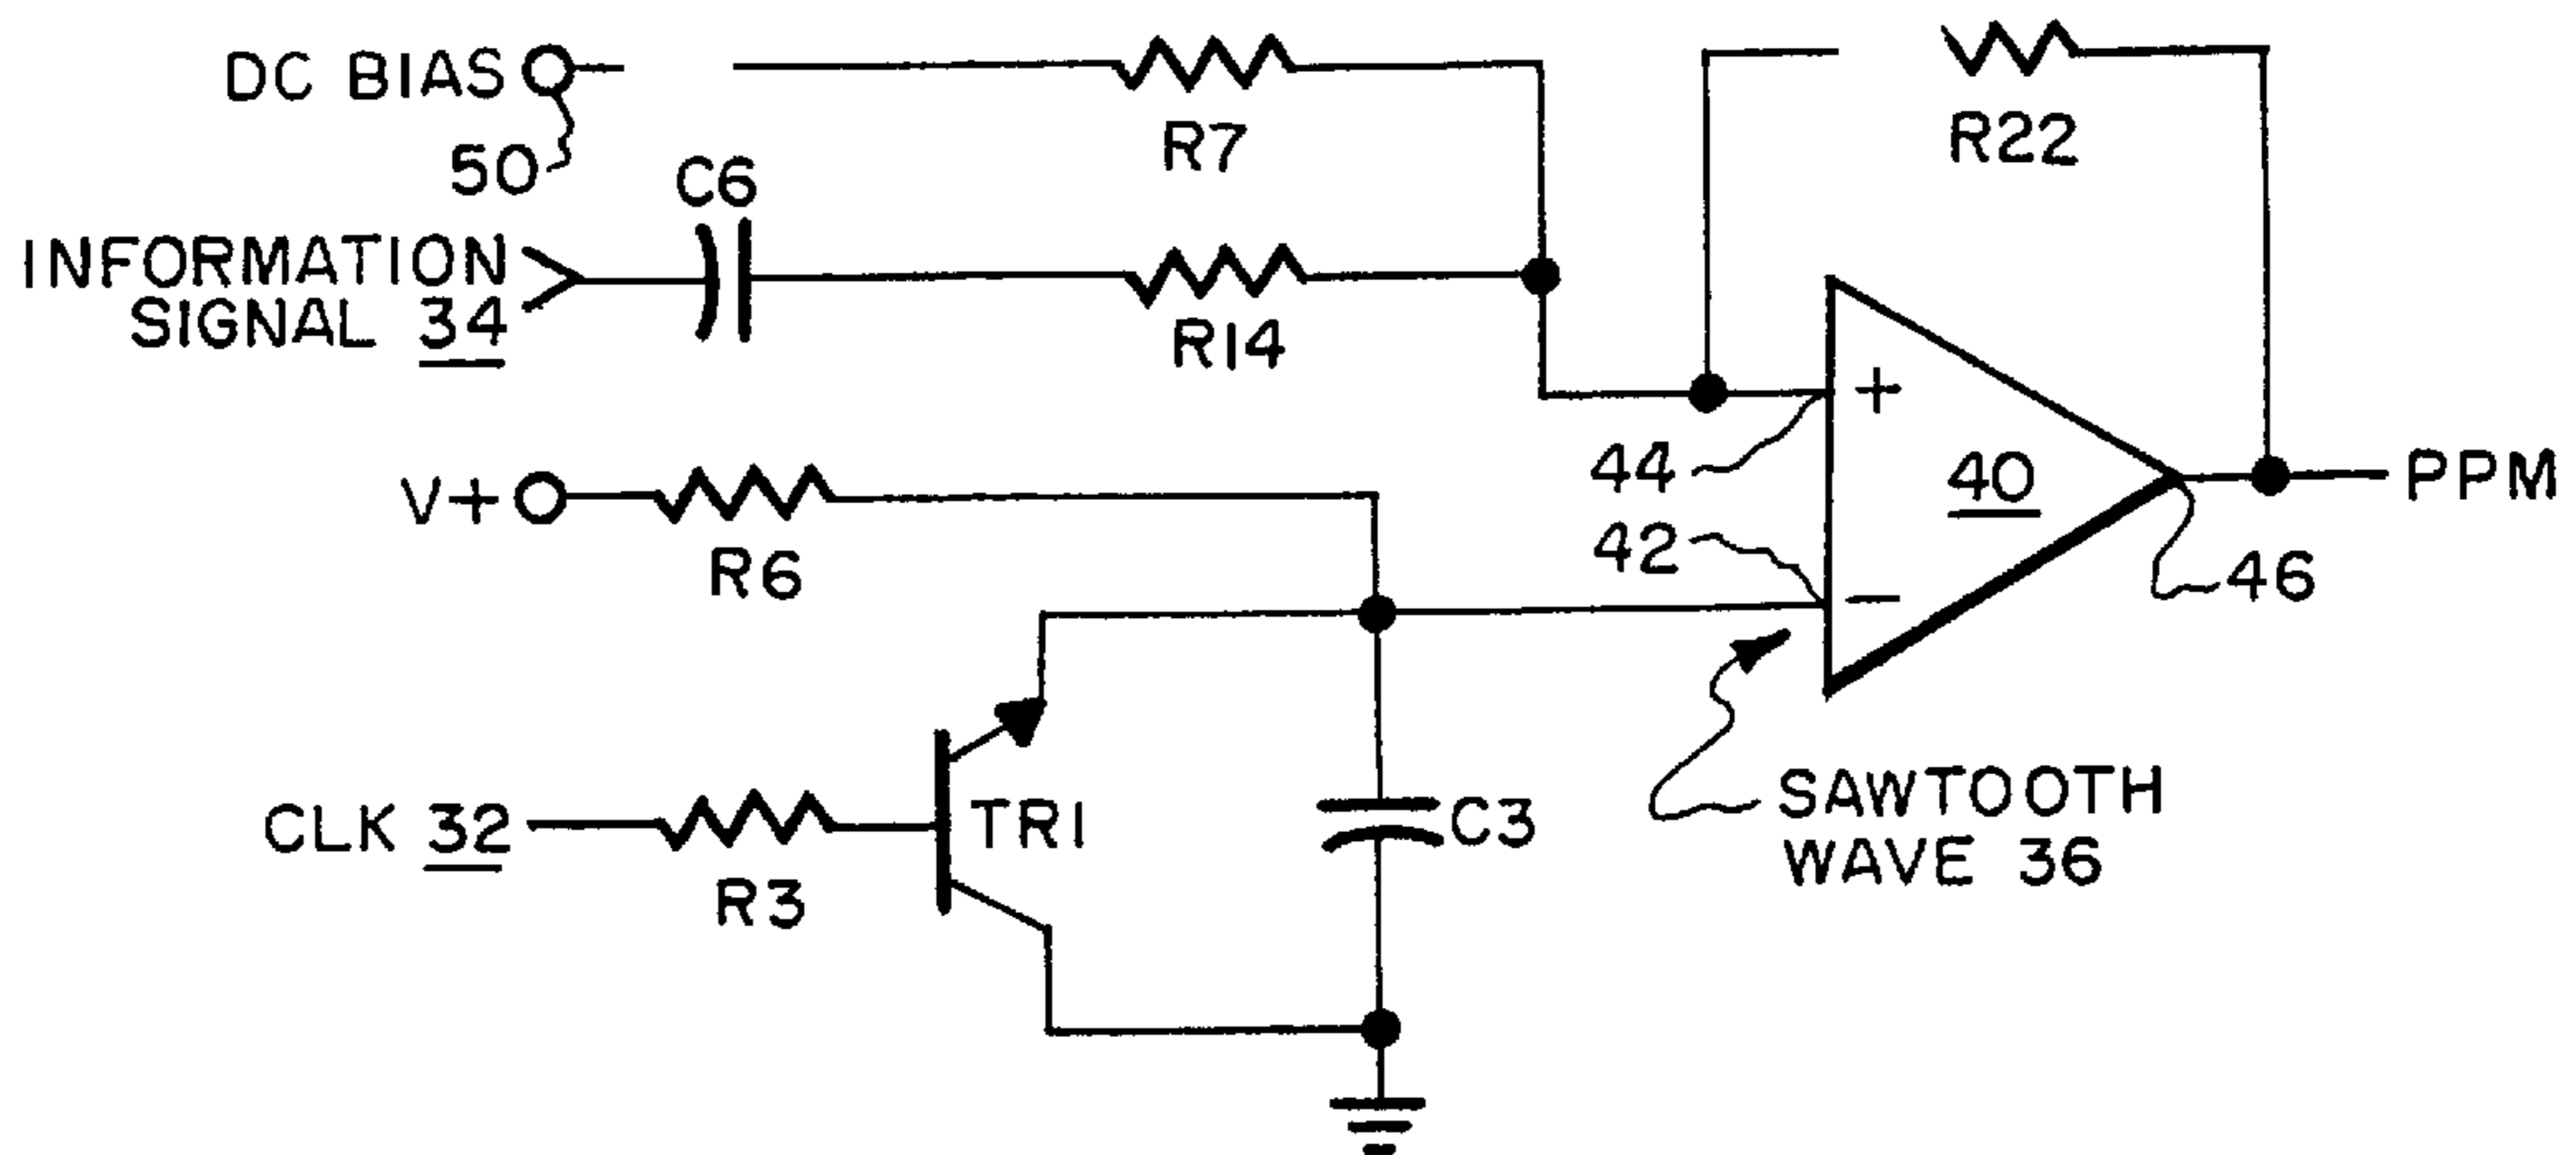 DC BIAS
50
R7
R22
C6
INFORMATION
SIGNAL 34
R14
+
44
40
PPM
V+
R6
42
−
46
SAWTOOTH
WAVE 36
CLK 32
R3
TR1
C3